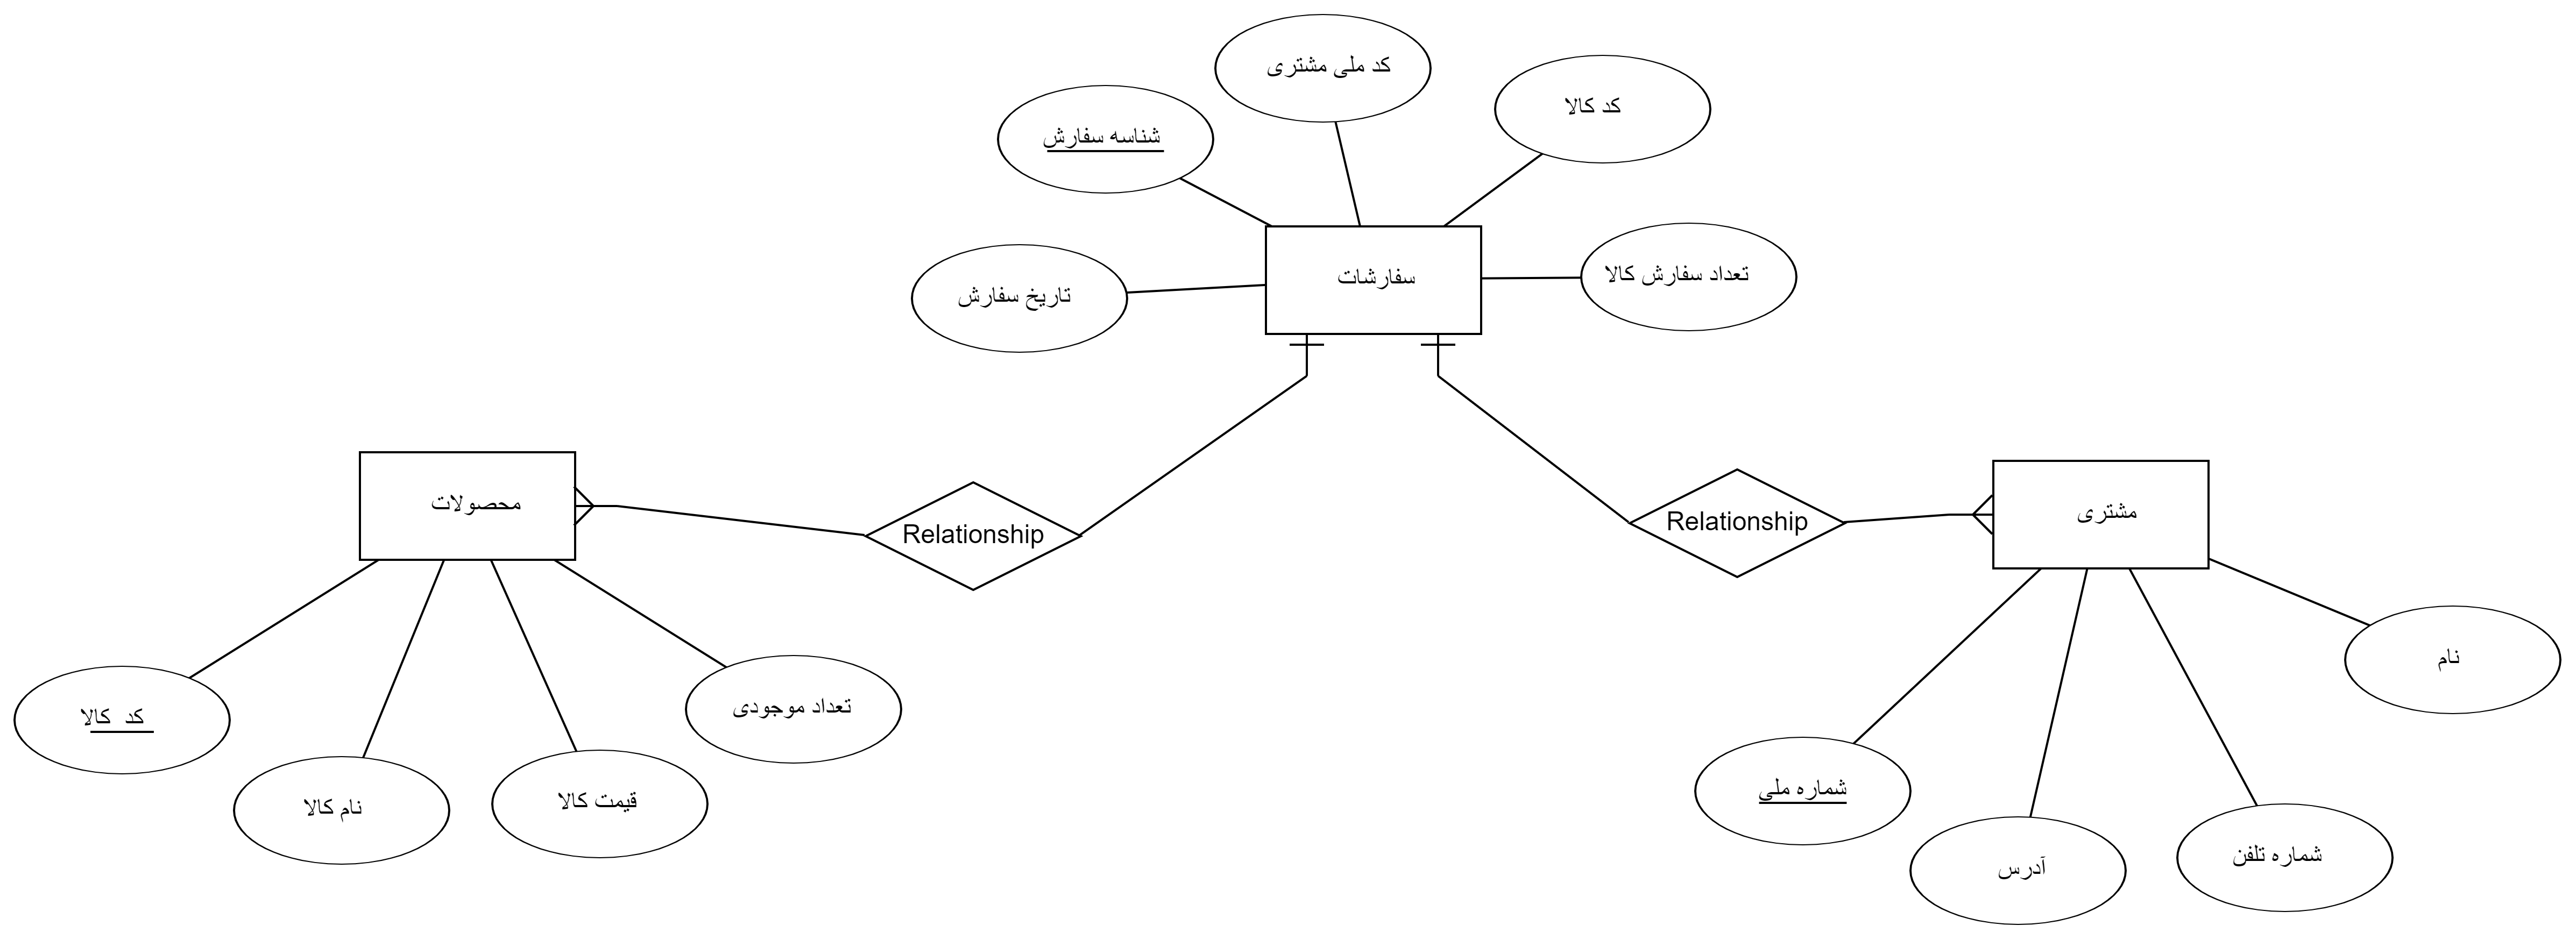 کد ملی مشتری
کد کالا
شناسه سفارش
تعداد سفارش کالا
سفارشات
تاریخ سفارش
محصولات
مشتری
Relationship
Relationship
نام
تعداد موجودی
کد کالا
شماره ملی
قیمت کالا
نام کالا
شماره تلفن
آدرس